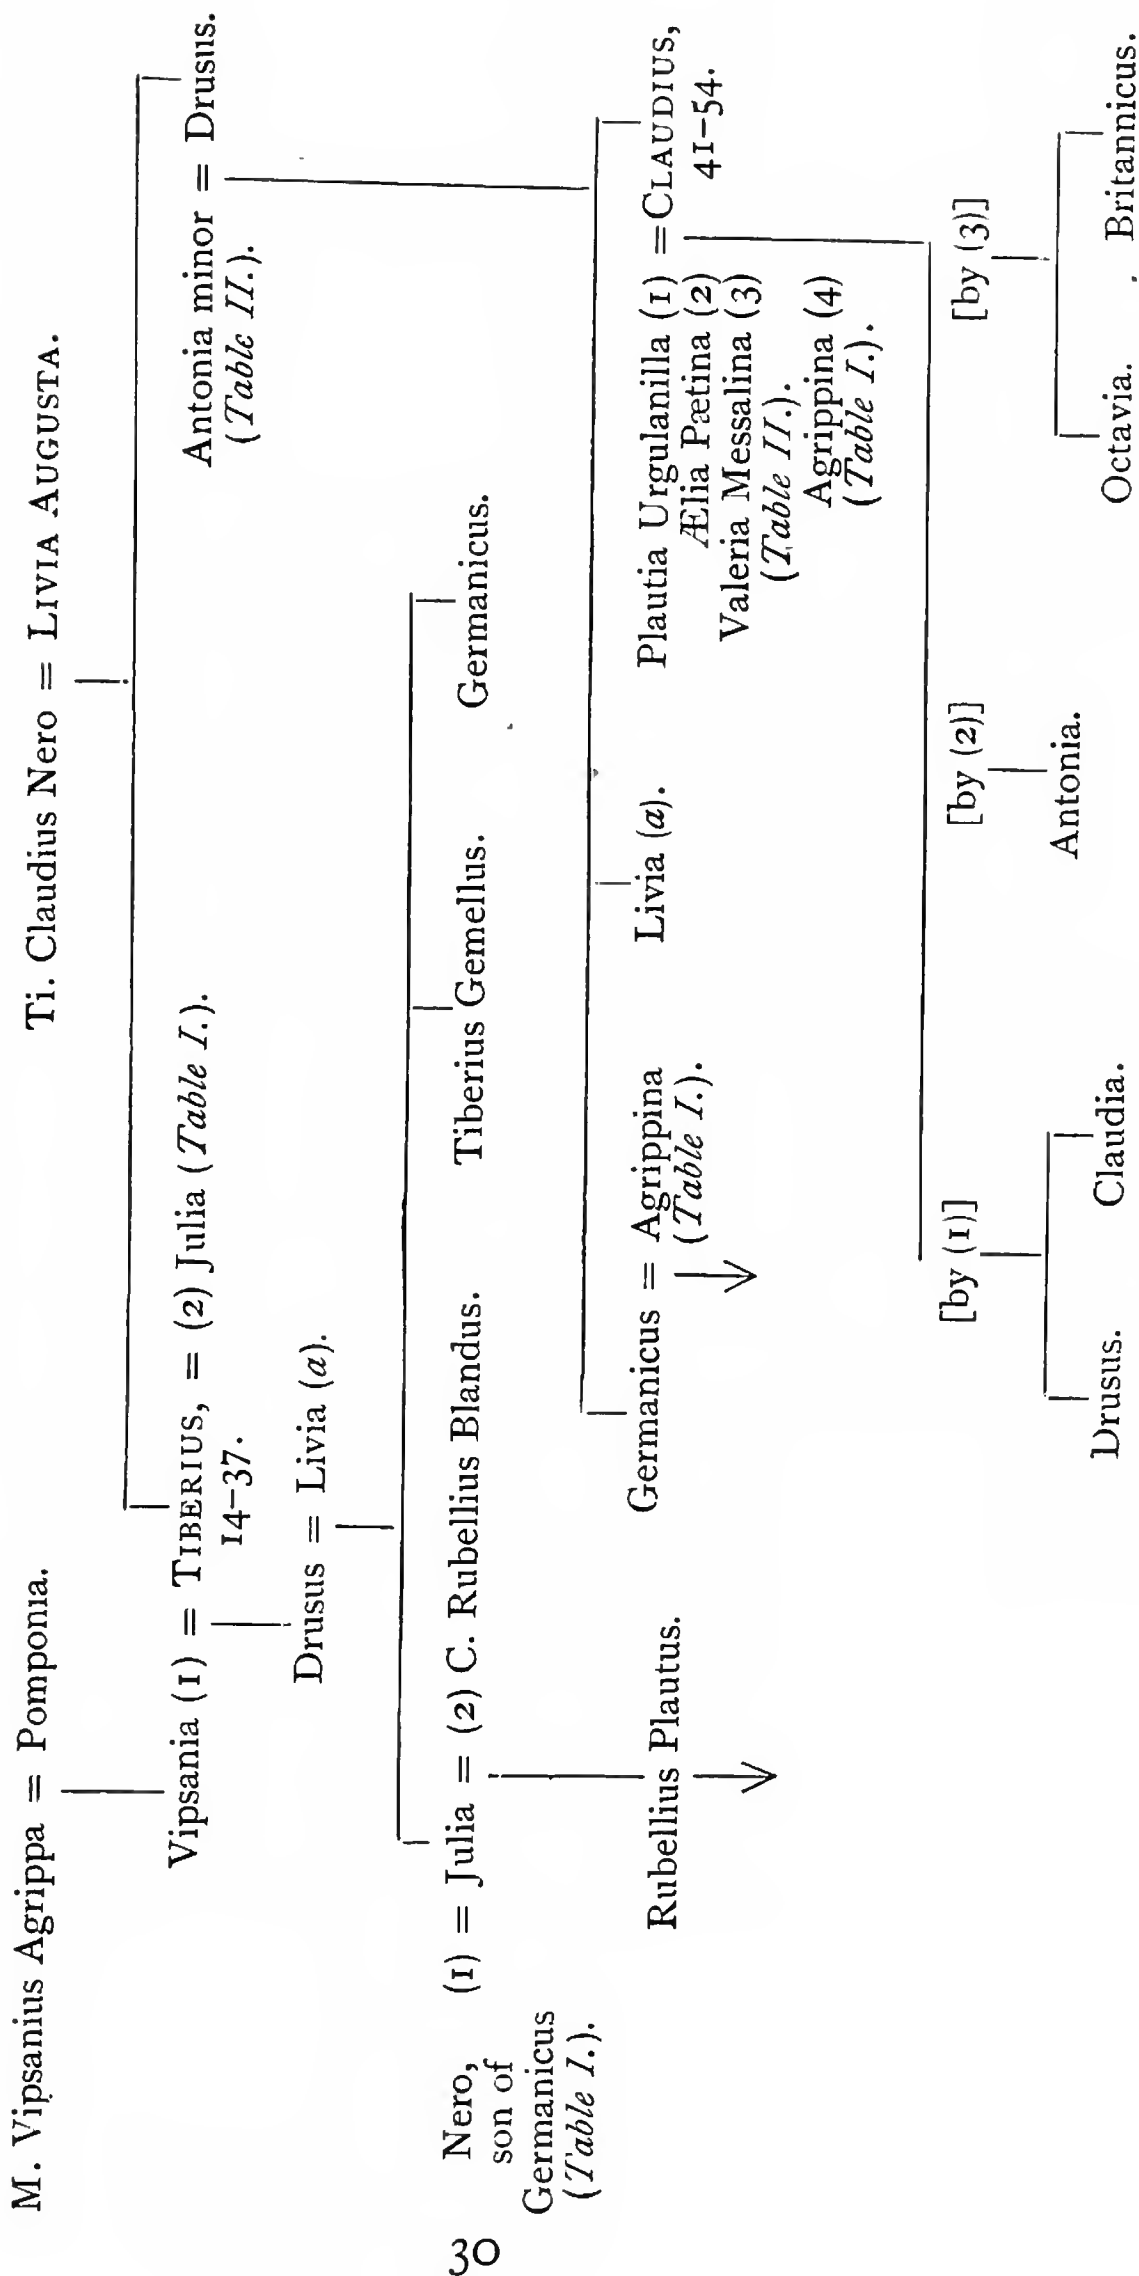 M. Vipsanius Agrippa = Pomponia.
Ti. Claudius Nero = LIVIA AUGUSTA.
Vipsania (1) = TIBERIUS, = (2) Julia (Table I.).
14–37.
Antonia minor = Drusus.
(Table II.).
Drusus = Livia (a).
Nero,
son of
Germanicus
(Table I.).
(1) = Julia = (2) C. Rubellius Blandus.
Tiberius Gemellus.
Germanicus.
Rubellius Plautus.
Germanicus = Agrippina
(Table I.).
Livia (a).
Plautia Urgulanilla (1) = CLAUDIUS,
Ælia Pætina (2) 41–54.
Valeria Messalina (3)
(Table II.).
Agrippina (4)
(Table I.).
[by (1)]
[by (2)]
[by (3)]
Drusus.
Claudia.
Antonia.
Octavia.
Britannicus.
30